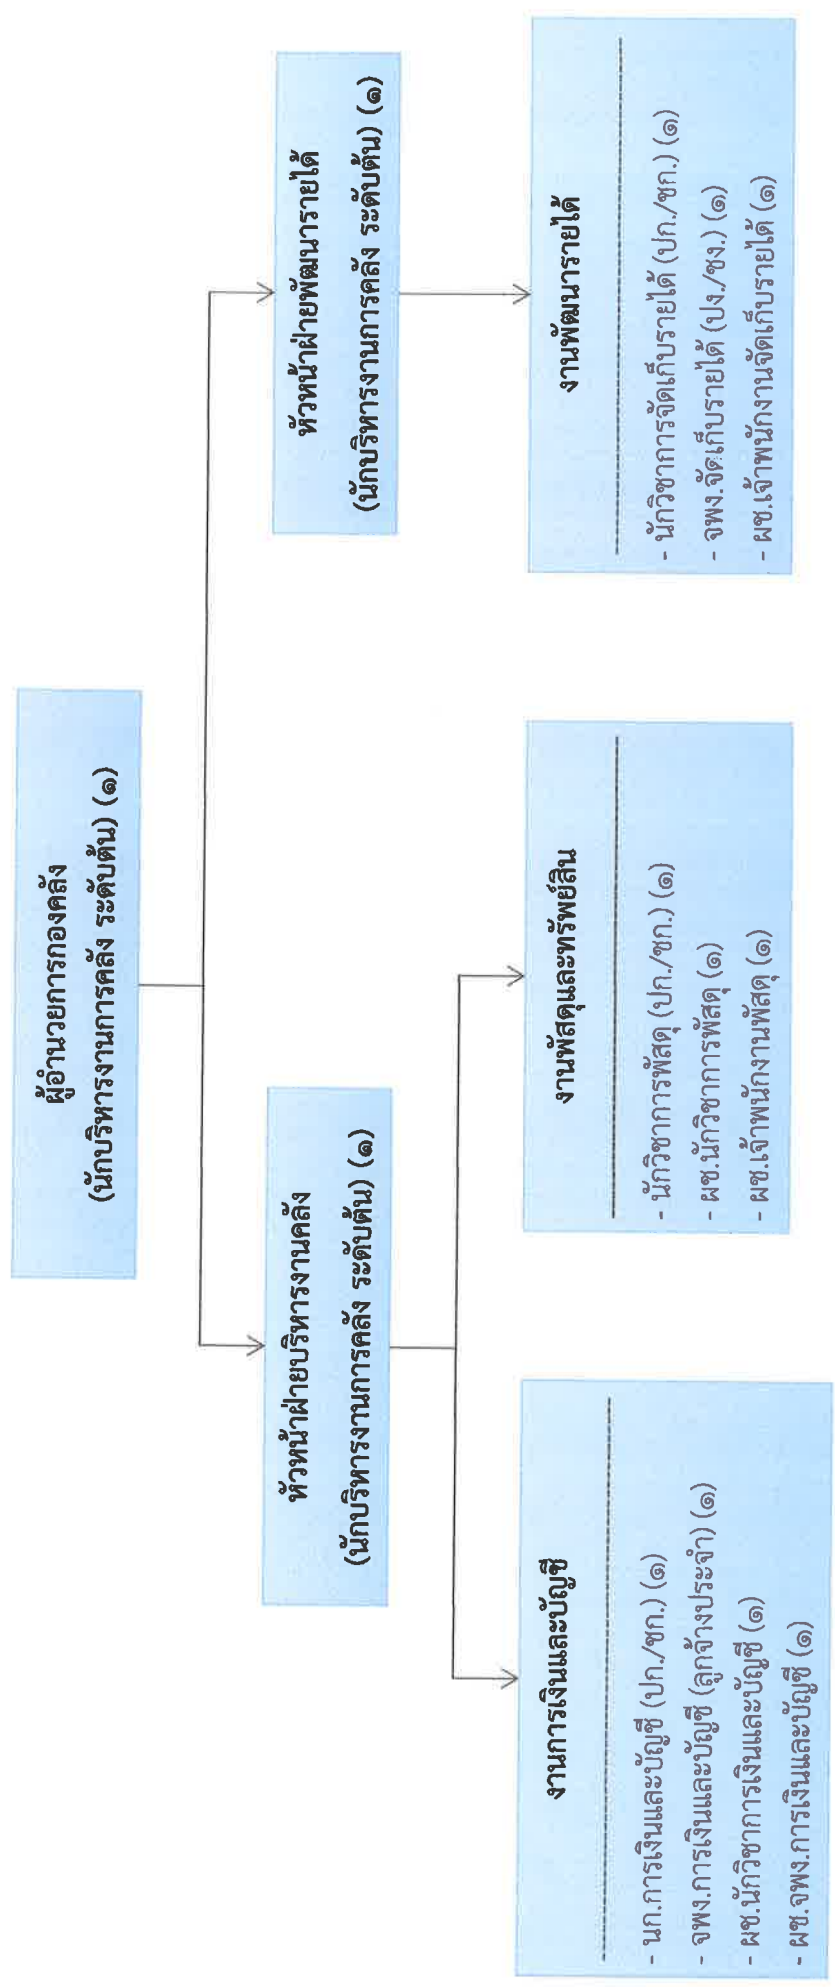 ผู้อำนวยการกองคลัง
(นักบริหารงานการคลัง ระดับต้น) (๑)
หัวหน้าฝ่ายบริหารงานคลัง
(นักบริหารงานการคลัง ระดับต้น) (๑)
หัวหน้าฝ่ายพัฒนารายได้
(นักบริหารงานการคลัง ระดับต้น) (๑)
งานการเงินและบัญชี
- นก.การเงินและบัญชี (ปก./ชก.) (๑)
- จพง.การเงินและบัญชี (ลูกจ้างประจำ) (๑)
- ผช.นักวิชาการเงินและบัญชี (๑)
- ผช.จพง.การเงินและบัญชี (๑)
งานพัสดุและทรัพย์สิน
- นักวิชาการพัสดุ (ปก./ชก.) (๑)
- ผช.นักวิชาการพัสดุ (๑)
- ผช.เจ้าพนักงานพัสดุ (๑)
งานพัฒนารายได้
- นักวิชาการจัดเก็บรายได้ (ปก./ชก.) (๑)
- จพง.จัดเก็บรายได้ (ปง./ชง.) (๑)
- ผช.เจ้าพนักงานจัดเก็บรายได้ (๑)